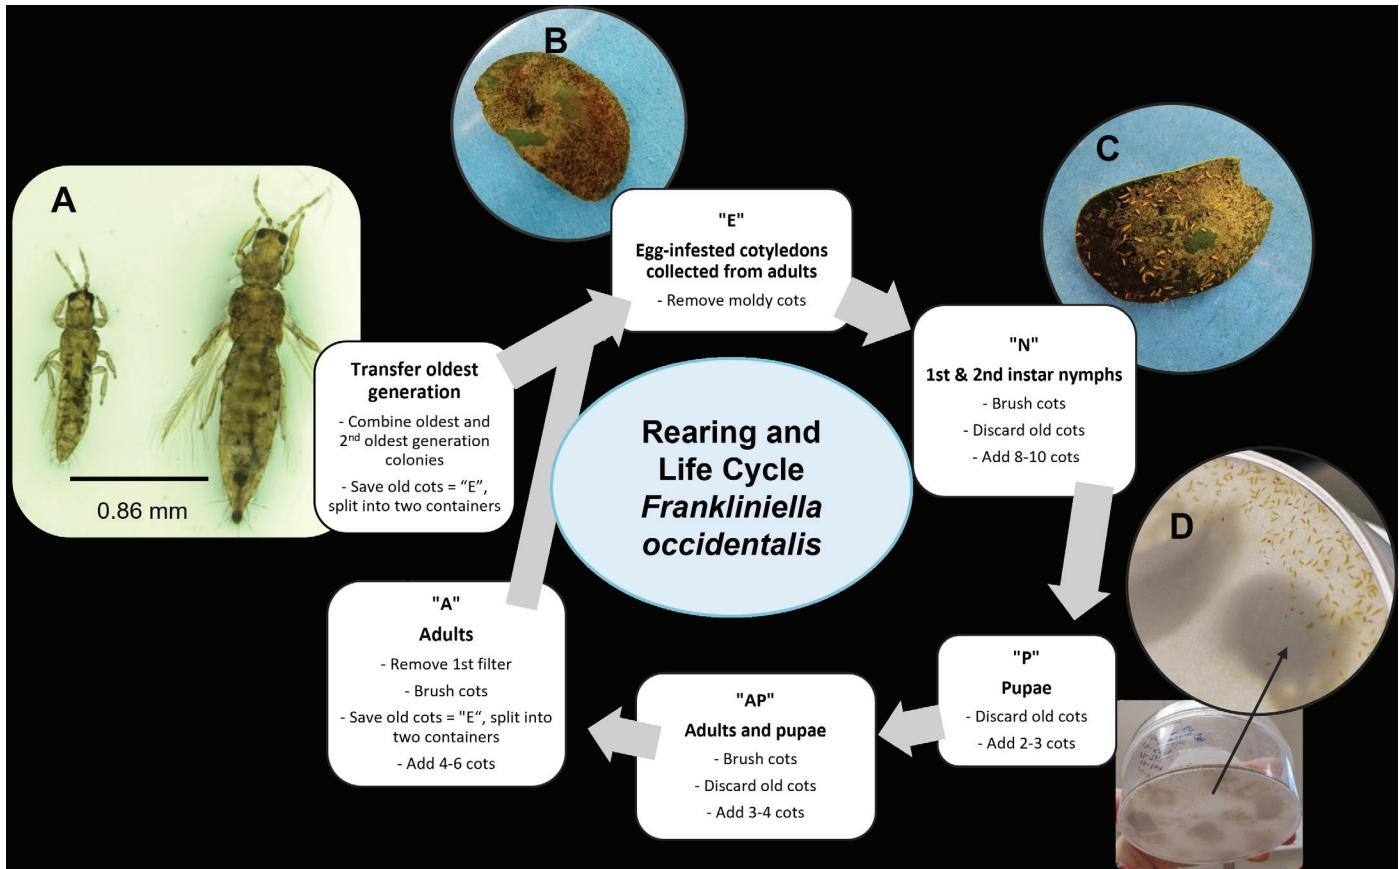 A
0.86 mm
B
"E"
Egg-infested cotyledons
collected from adults
- Remove moldy cots
C
"N"
1st & 2nd instar nymphs
- Brush cots
- Discard old cots
- Add 8-10 cots
D
"P"
Pupae
- Discard old cots
- Add 2-3 cots
"AP"
Adults and pupae
- Brush cots
- Discard old cots
- Add 3-4 cots
"A"
Adults
- Remove 1st filter
- Brush cots
- Save old cots = "E“, split into
two containers
- Add 4-6 cots
Transfer oldest
generation
- Combine oldest and
2nd oldest generation
colonies
- Save old cots = “E”,
split into two containers
Rearing and
Life Cycle
Frankliniella
occidentalis